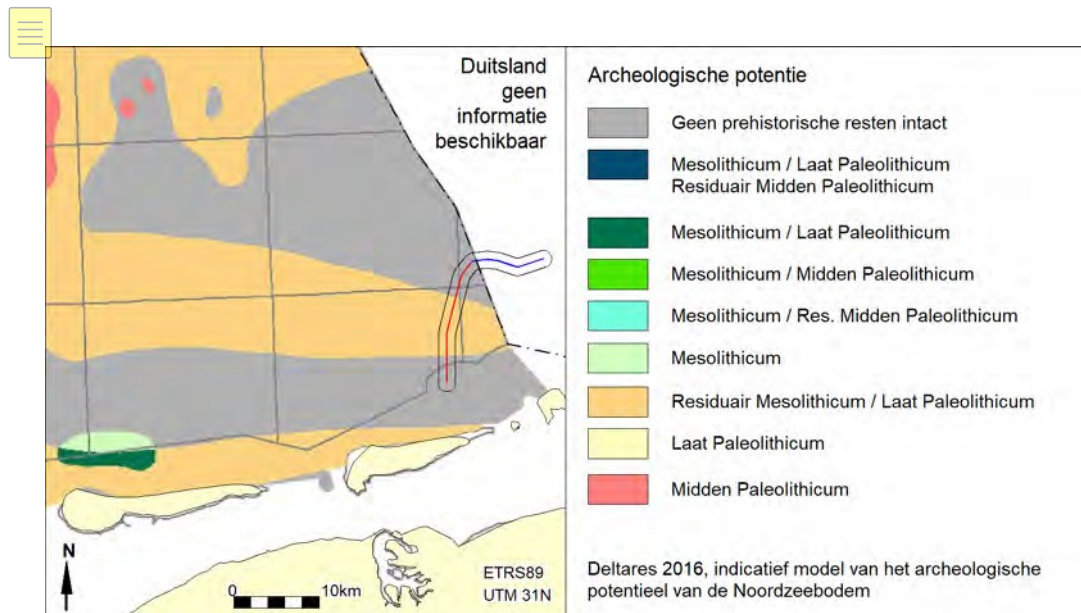 Duitsland
geen
informatie
beschikbaar
N
0 10km
ETRS89
UTM 31N
Archeologische potentie
Geen prehistorische resten intact
Mesolithicum / Laat Paleolithicum
Residuair Midden Paleolithicum
Mesolithicum / Laat Paleolithicum
Mesolithicum / Midden Paleolithicum
Mesolithicum / Res. Midden Paleolithicum
Mesolithicum
Residuair Mesolithicum / Laat Paleolithicum
Laat Paleolithicum
Midden Paleolithicum
Deltares 2016, indicatief model van het archeologische
potentieel van de Noordzeebodem